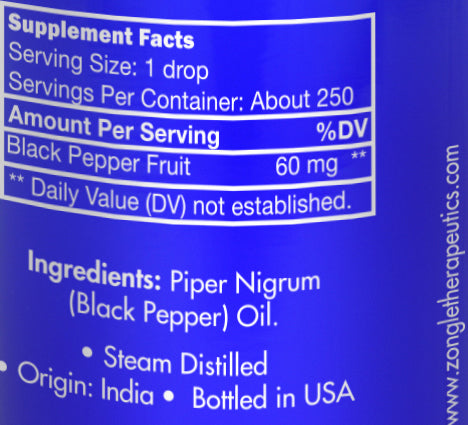 Supplement Facts
Serving Size: 1 drop
Servings Per Container: About 250
Amount Per Serving %DV
Black Pepper Fruit 60 mg **
** Daily Value (DV) not established.
Ingredients: Piper Nigrum
(Black Pepper) Oil.
• Steam Distilled
• Origin: India • Bottled in USA
www.zongletherapeutics.com